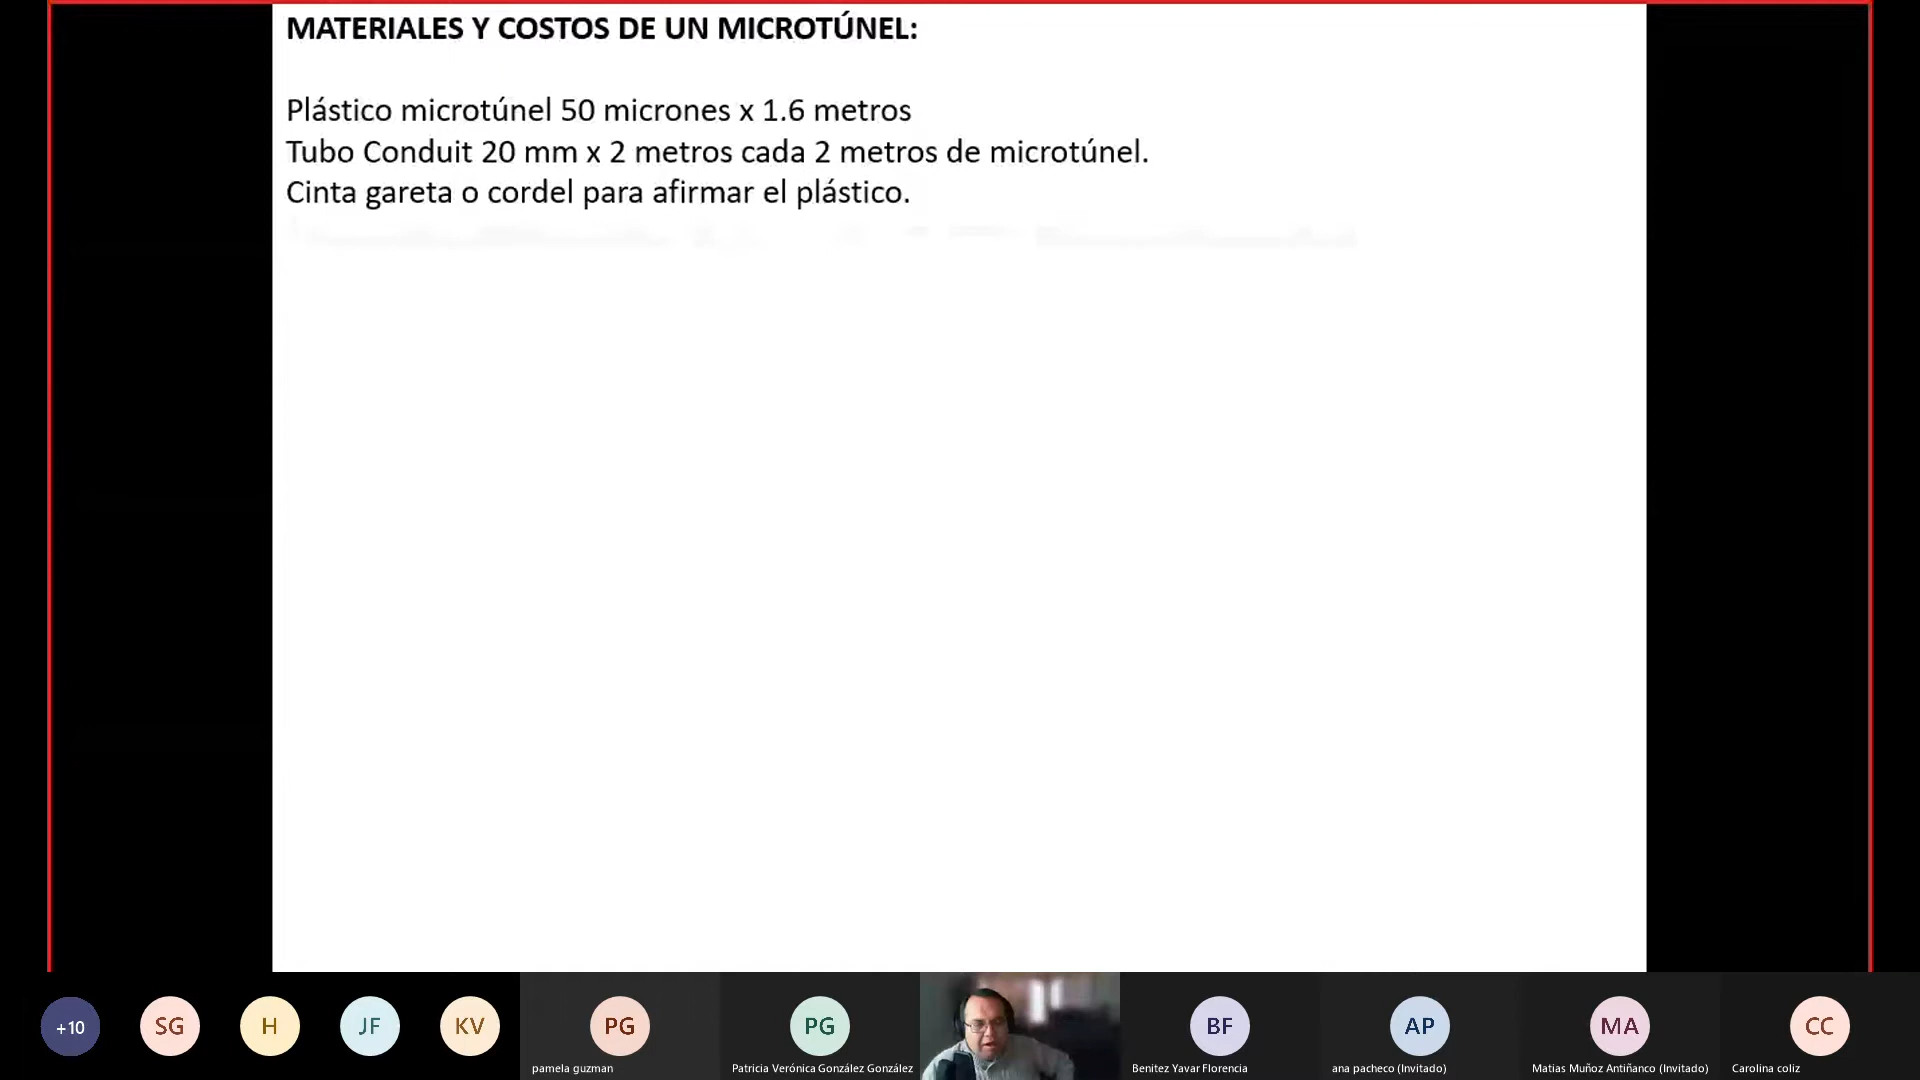 MATERIALES Y COSTOS DE UN MICROTÚNEL:
Plástico microtúnel 50 micrones x 1.6 metros
Tubo Conduit 20 mm x 2 metros cada 2 metros de microtúnel.
Cinta gareta o cordel para afirmar el plástico.
+10
SG
H
JF
KV
PG
PG
BF
AP
MA
CC
pamela guzman
Patricia Verónica González González
Benitez Yavar Florencia
ana pacheco (Invitado)
Matias Muñoz Antiñanco (Invitado)
Carolina coliz